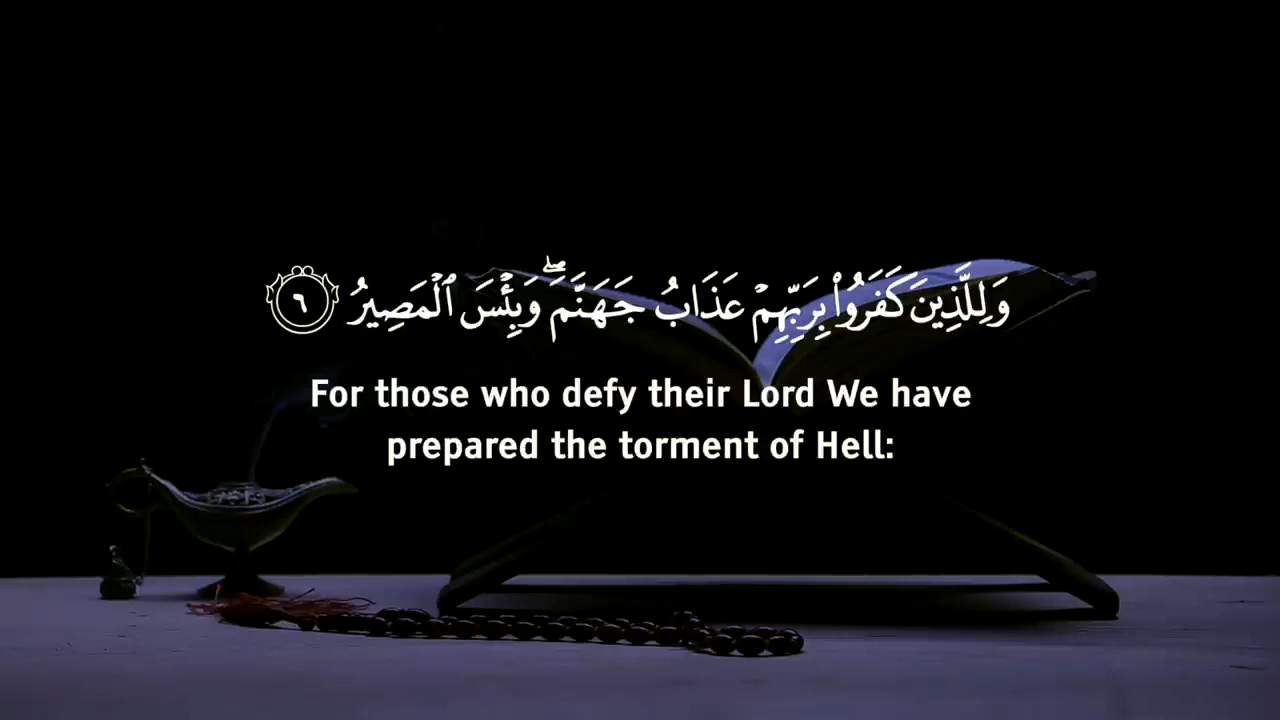 وَلِلَّذِينَ كَفَرُوا۟ بِرَبِّهِمْ عَذَابُ جَهَنَّمَ ۖ وَبِئْسَ ٱلْمَصِيرُ ٦
For those who defy their Lord We have
prepared the torment of Hell: